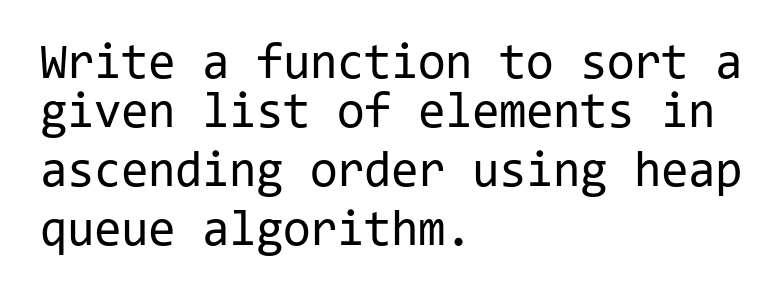 Write a function to sort a
given list of elements in
ascending order using heap
queue algorithm.